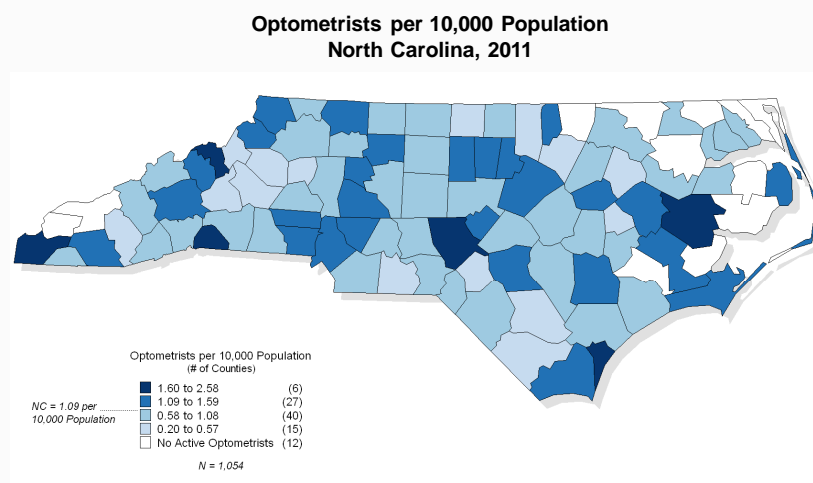 Optometrists per 10,000 Population
North Carolina, 2011
Optometrists per 10,000 Population
(# of Counties)
1.60 to 2.58 (6)
1.09 to 1.59 (27)
0.58 to 1.08 (40)
0.20 to 0.57 (15)
No Active Optometrists (12)
NC = 1.09 per
10,000 Population
N = 1,054